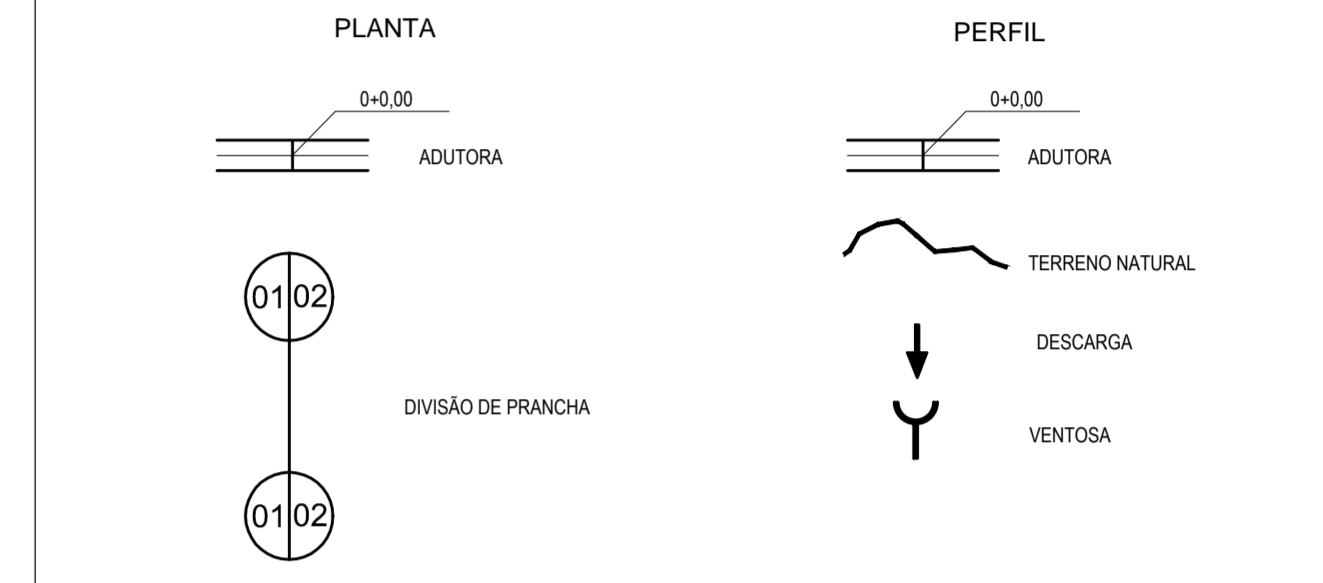 PLANTA
0+0,00
ADUTORA
01 02
DIVISÃO DE PRANCHA
01 02
PERFIL
0+0,00
ADUTORA
TERRENO NATURAL
DESCARGA
VENTOSA